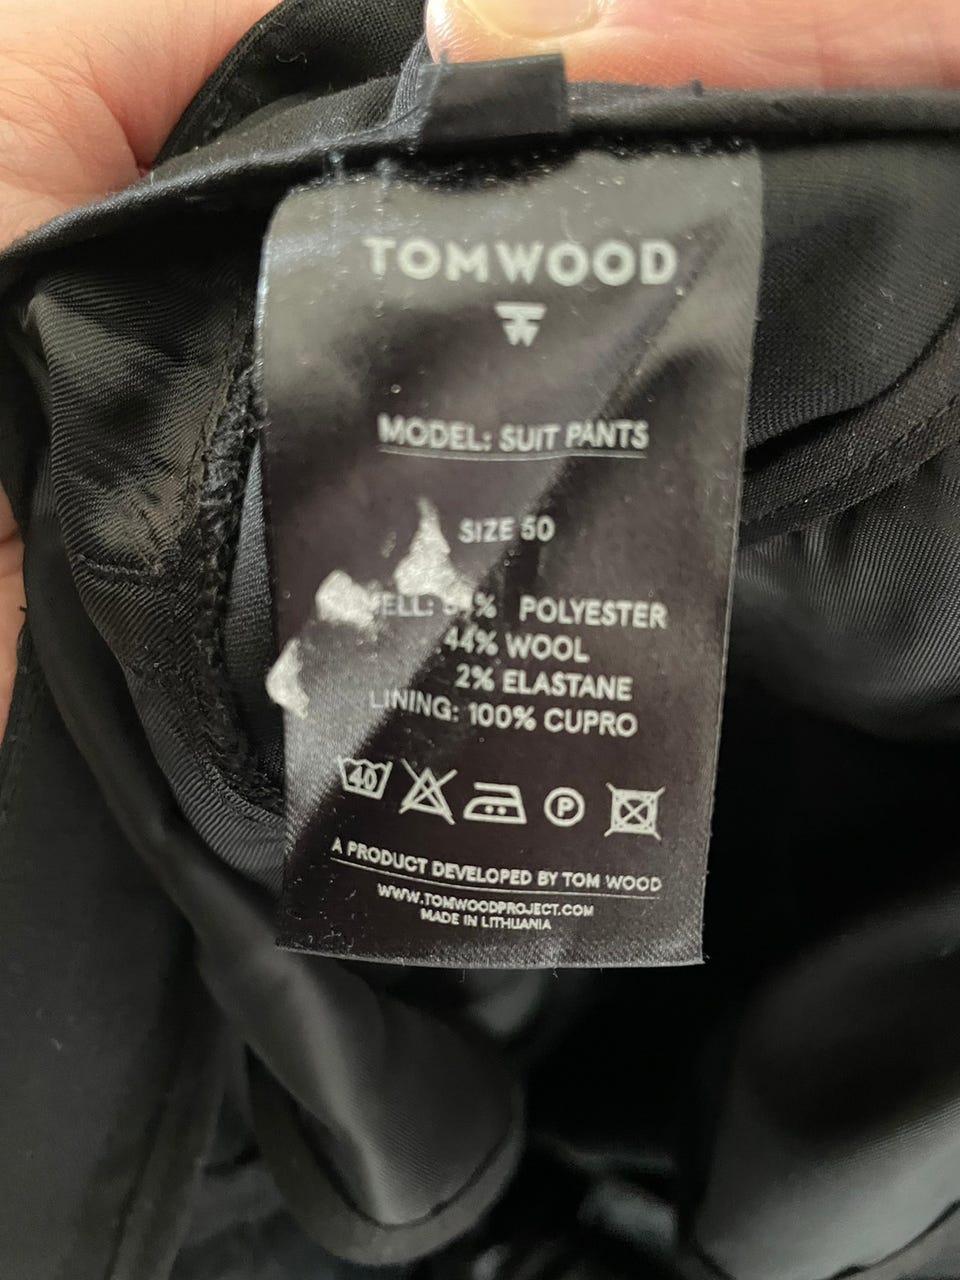 TOMWOOD
MODEL: SUIT PANTS
SIZE 50
POLYESTER
44% WOOL
2% ELASTANE
LINING: 100% CUPRO
40
P
A PRODUCT DEVELOPED BY TOM WOOD
WWW.TOMWOODPROJECT.COM
MADE IN LITHUANIA